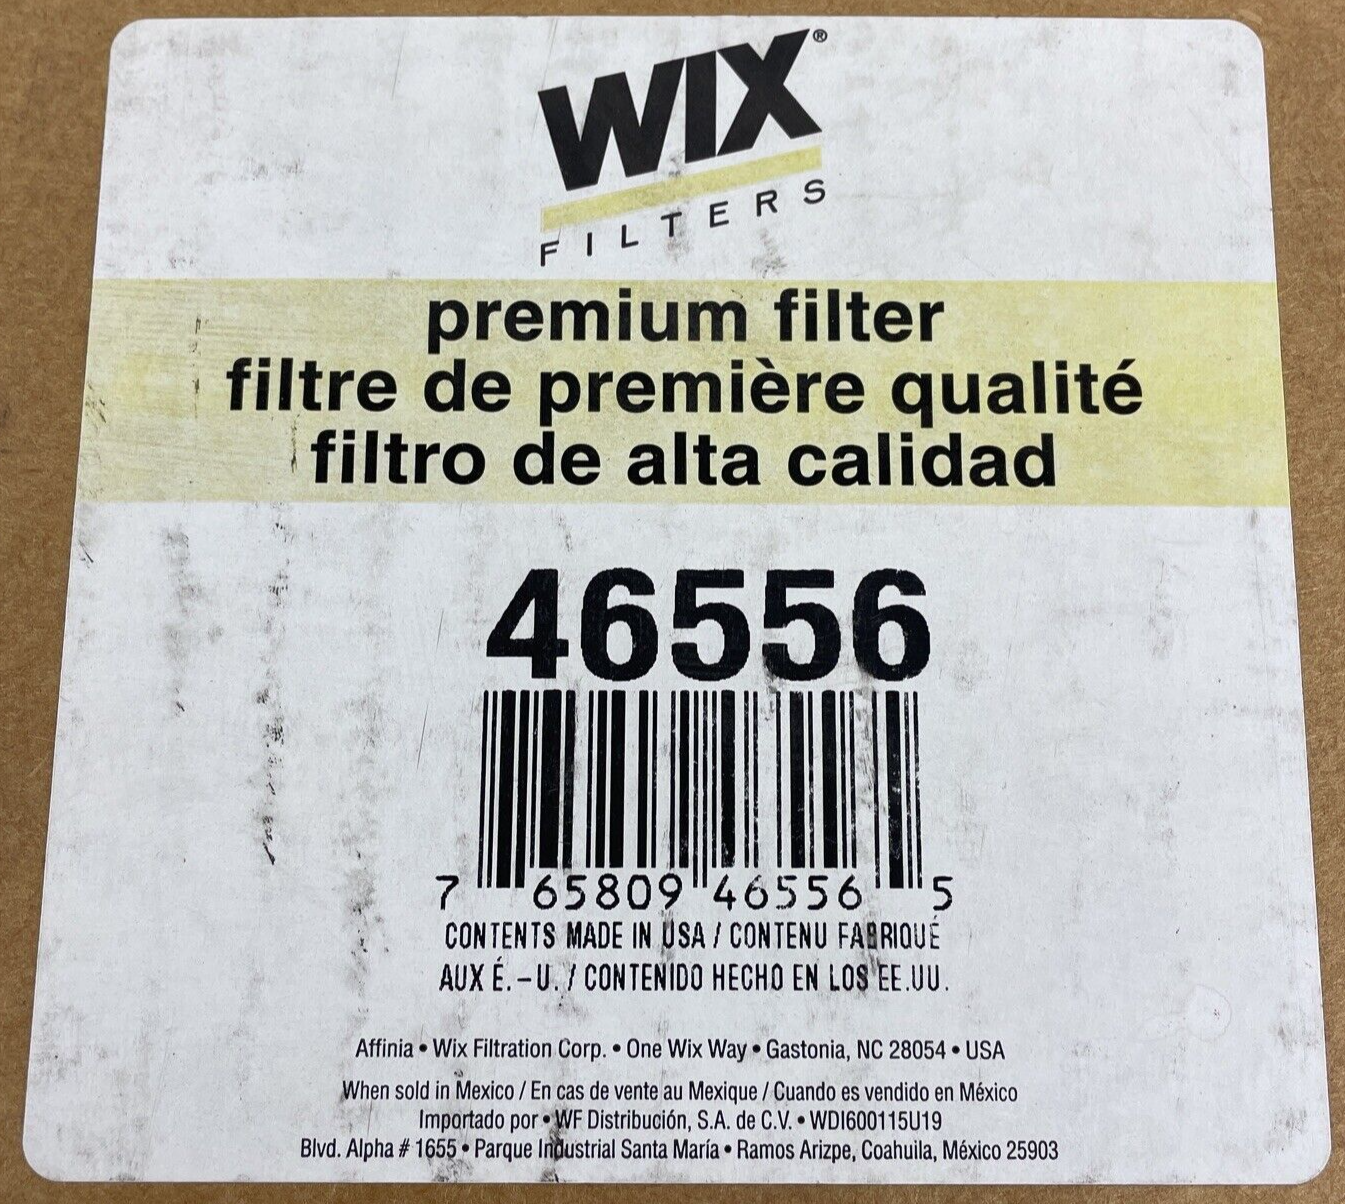 WIX®
FILTERS
premium filter
filtre de première qualité
filtro de alta calidad
46556
7 65809 46556 5
CONTENTS MADE IN USA / CONTENU FABRIQUÉ
AUX É.-U. / CONTENIDO HECHO EN LOS EE.UU.
Affinia • Wix Filtration Corp. • One Wix Way • Gastonia, NC 28054 • USA
When sold in Mexico / En cas de vente au Mexique / Cuando es vendido en México
Importado por • WF Distribución, S.A. de C.V. • WDI600115U19
Blvd. Alpha # 1655 • Parque Industrial Santa María • Ramos Arizpe, Coahuila, México 25903